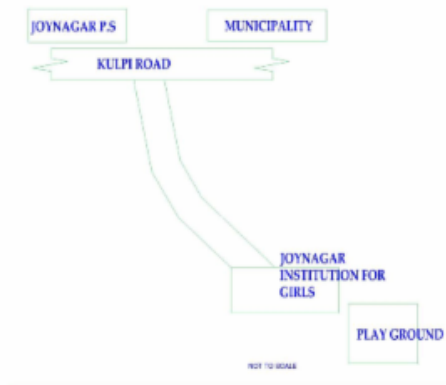 JOYNAGAR P.S
MUNICIPALITY
KULPI ROAD
JOYNAGAR
INSTITUTION FOR
GIRLS
PLAY GROUND
NOT TO SCALE